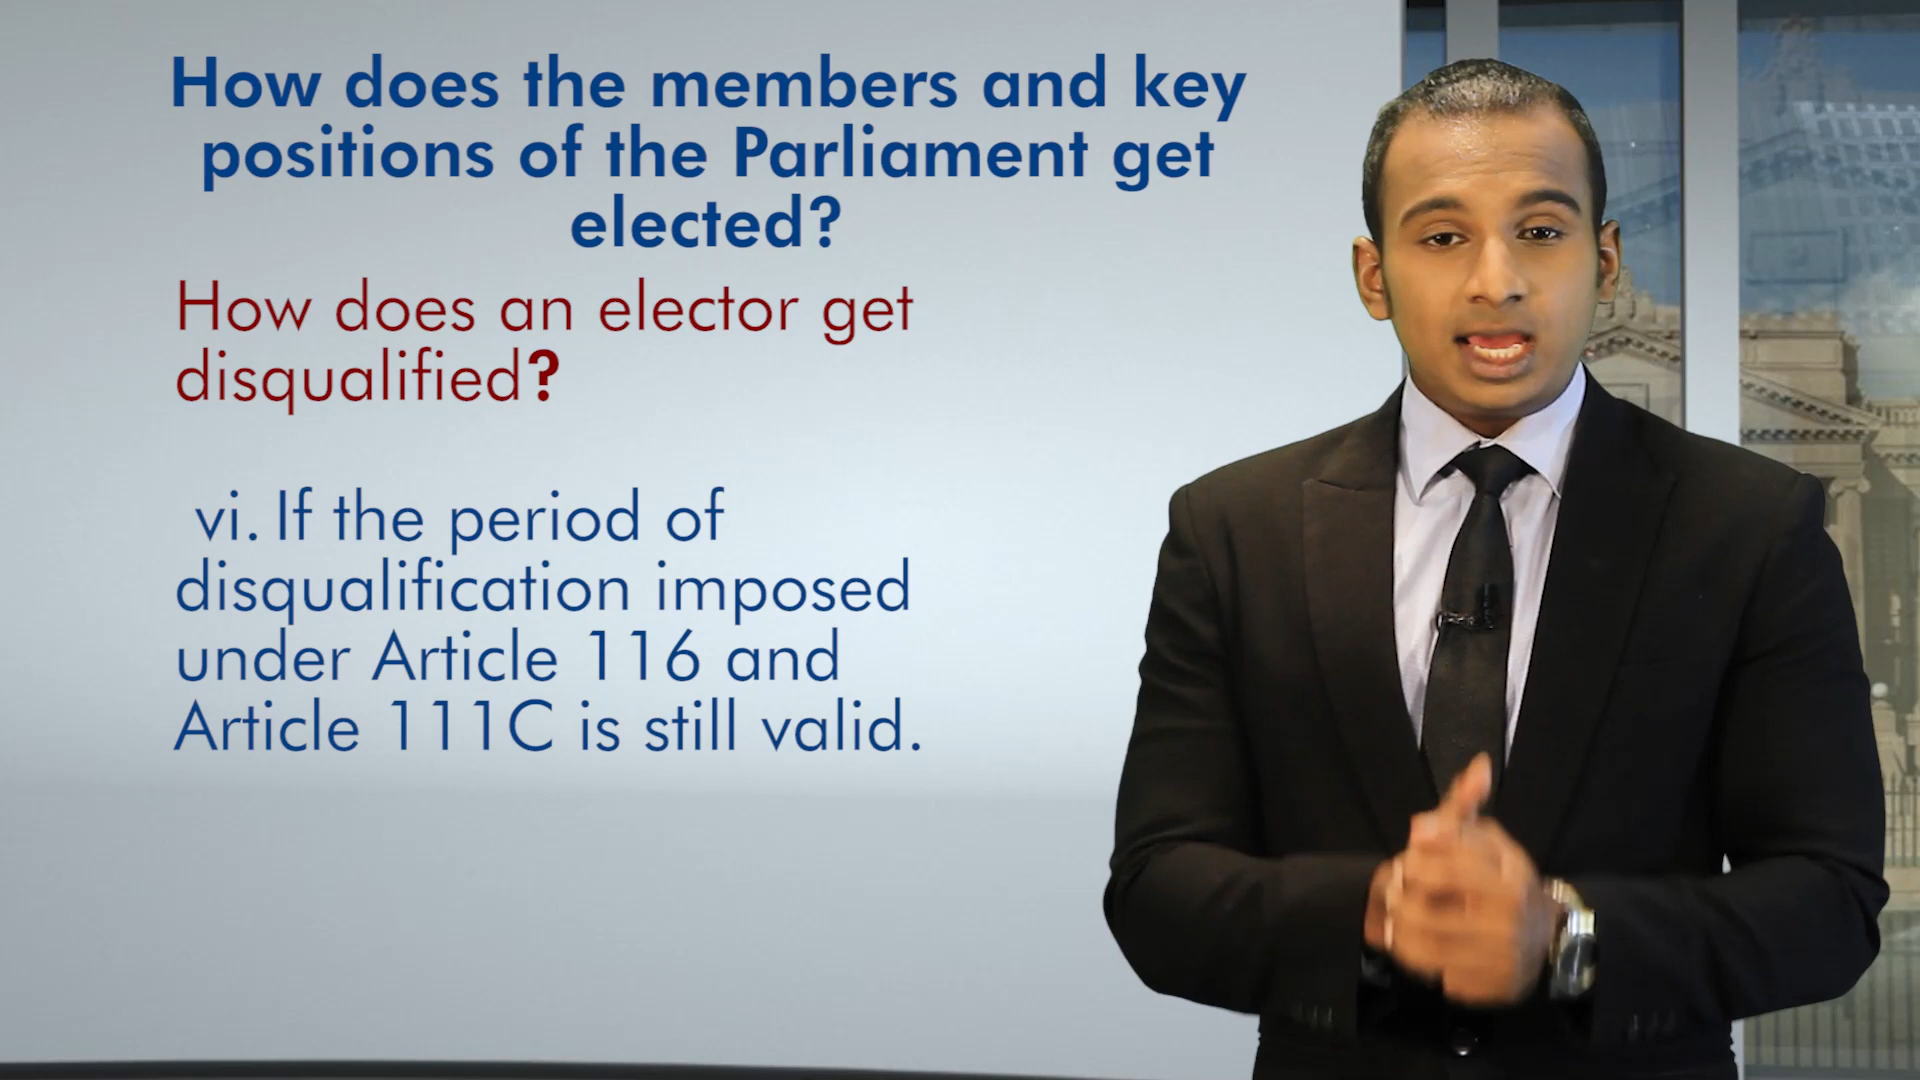 How does the members and key
positions of the Parliament get
elected?
How does an elector get
disqualified?
vi. If the period of
disqualification imposed
under Article 116 and
Article 111C is still valid.